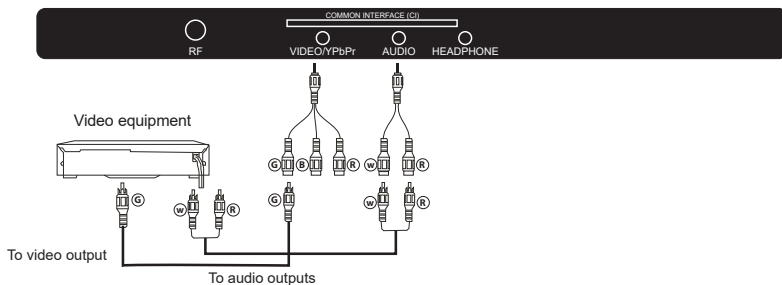 COMMON INTERFACE (CI)
RF
VIDEO/YPbPr
AUDIO
HEADPHONE
Video equipment
G
B
R
w
R
G
w
R
G
w
R
To video output
To audio outputs